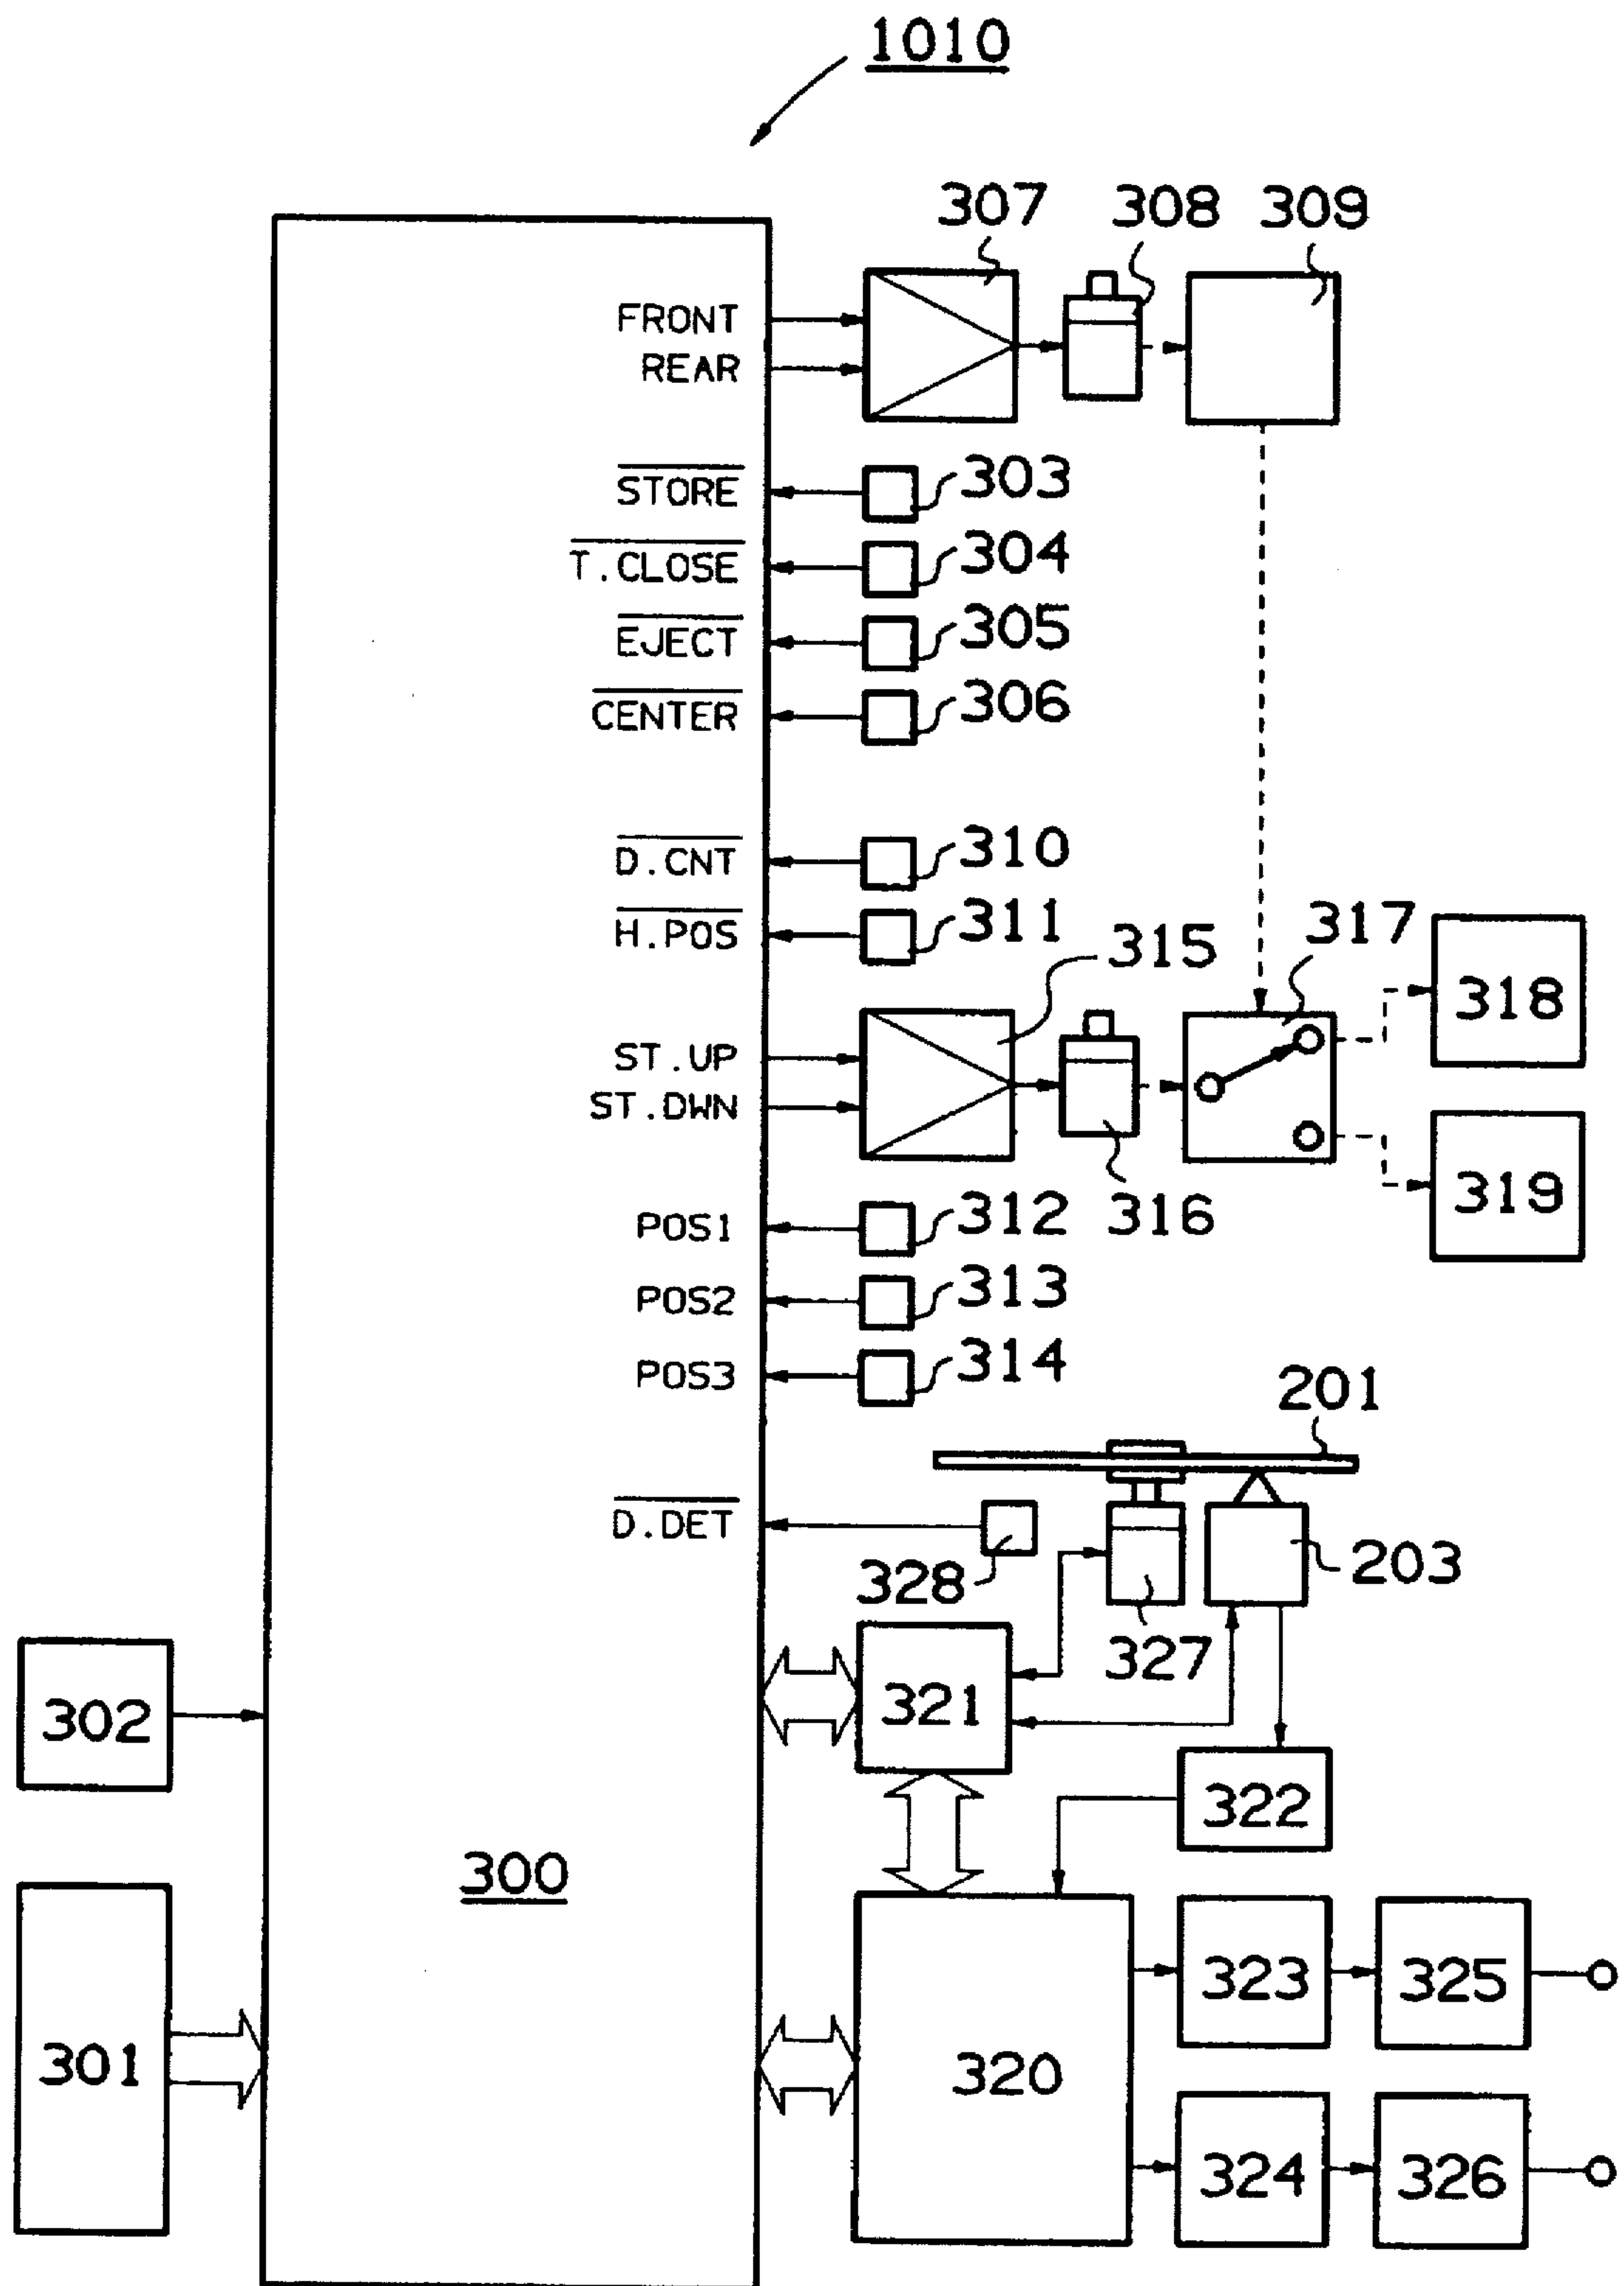 1010
307 308 309
FRONT
REAR
STORE 303
T.CLOSE 304
EJECT 305
CENTER 306
D.CNT 310
H.POS 311
315 317
318
ST.UP
ST.DWN
316
319
POS1 312
POS2 313
POS3 314
201
D.DET
328 203
327
302 321
322
300
323 325
301 320
324 326